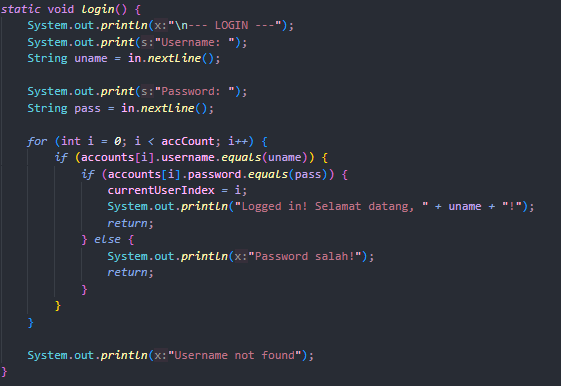 static void login() {
    System.out.println(x:"\n--- LOGIN ---");
    System.out.print(s:"Username: ");
    String uname = in.nextLine();

    System.out.print(s:"Password: ");
    String pass = in.nextLine();

    for (int i = 0; i < accCount; i++) {
        if (accounts[i].username.equals(uname)) {
            if (accounts[i].password.equals(pass)) {
                currentUserIndex = i;
                System.out.println("Logged in! Selamat datang, " + uname + "!");
                return;
            } else {
                System.out.println(x:"Password salah!");
                return;
            }
        }
    }

    System.out.println(x:"Username not found");
}